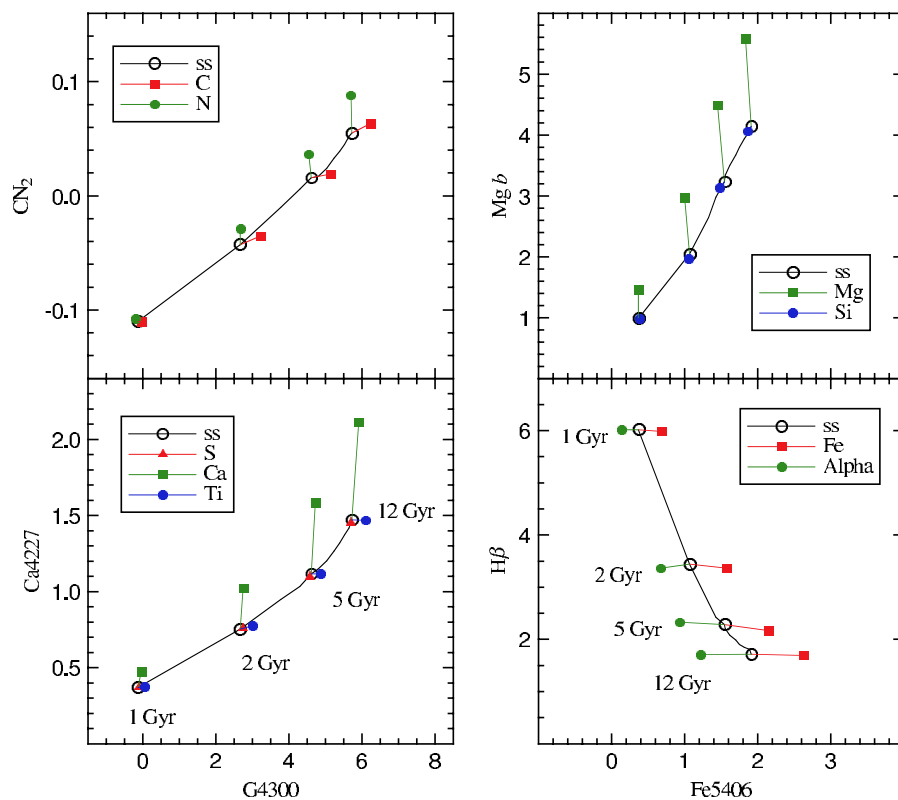 CN2
0.1
0.0
-0.1
ss
C
N
Mg b
5
4
3
2
1
ss
Mg
Si
Ca4227
2.0
1.5
1.0
0.5
ss
S
Ca
Ti
12 Gyr
5 Gyr
2 Gyr
1 Gyr
0 2 4 6 8
G4300
Hβ
6
4
2
ss
Fe
Alpha
1 Gyr
2 Gyr
5 Gyr
12 Gyr
0 1 2 3
Fe5406